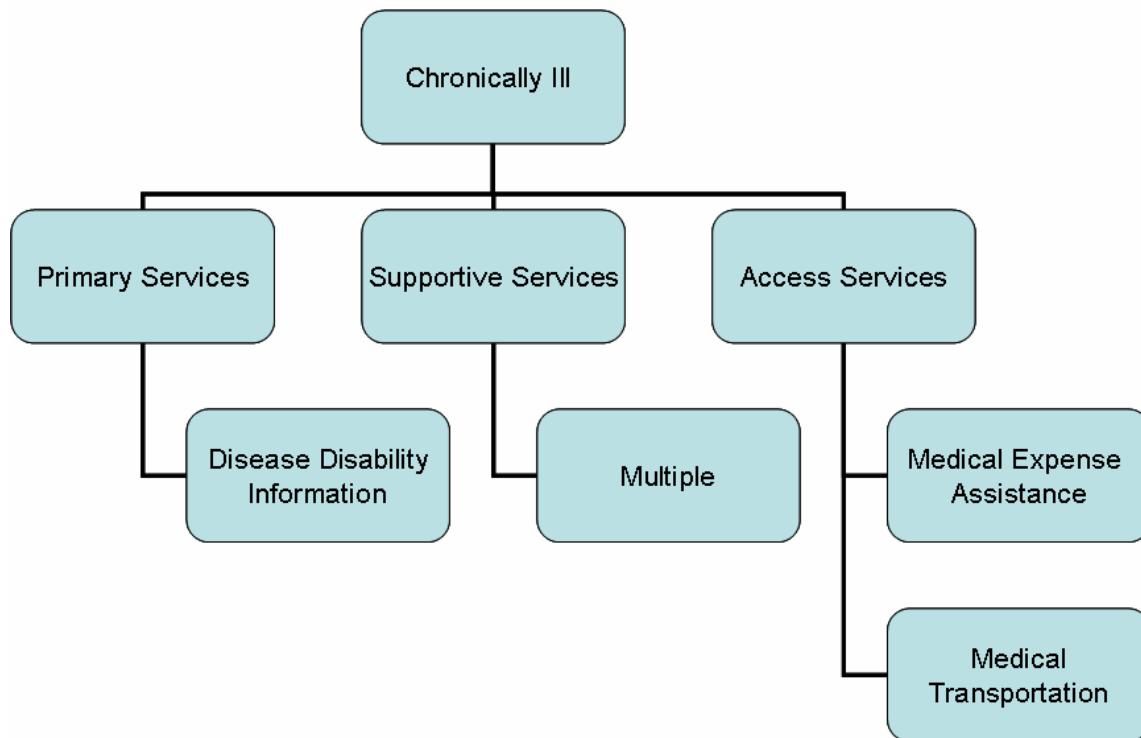 Chronically Ill
Primary Services
Supportive Services
Access Services
Disease Disability
Information
Multiple
Medical Expense
Assistance
Medical
Transportation